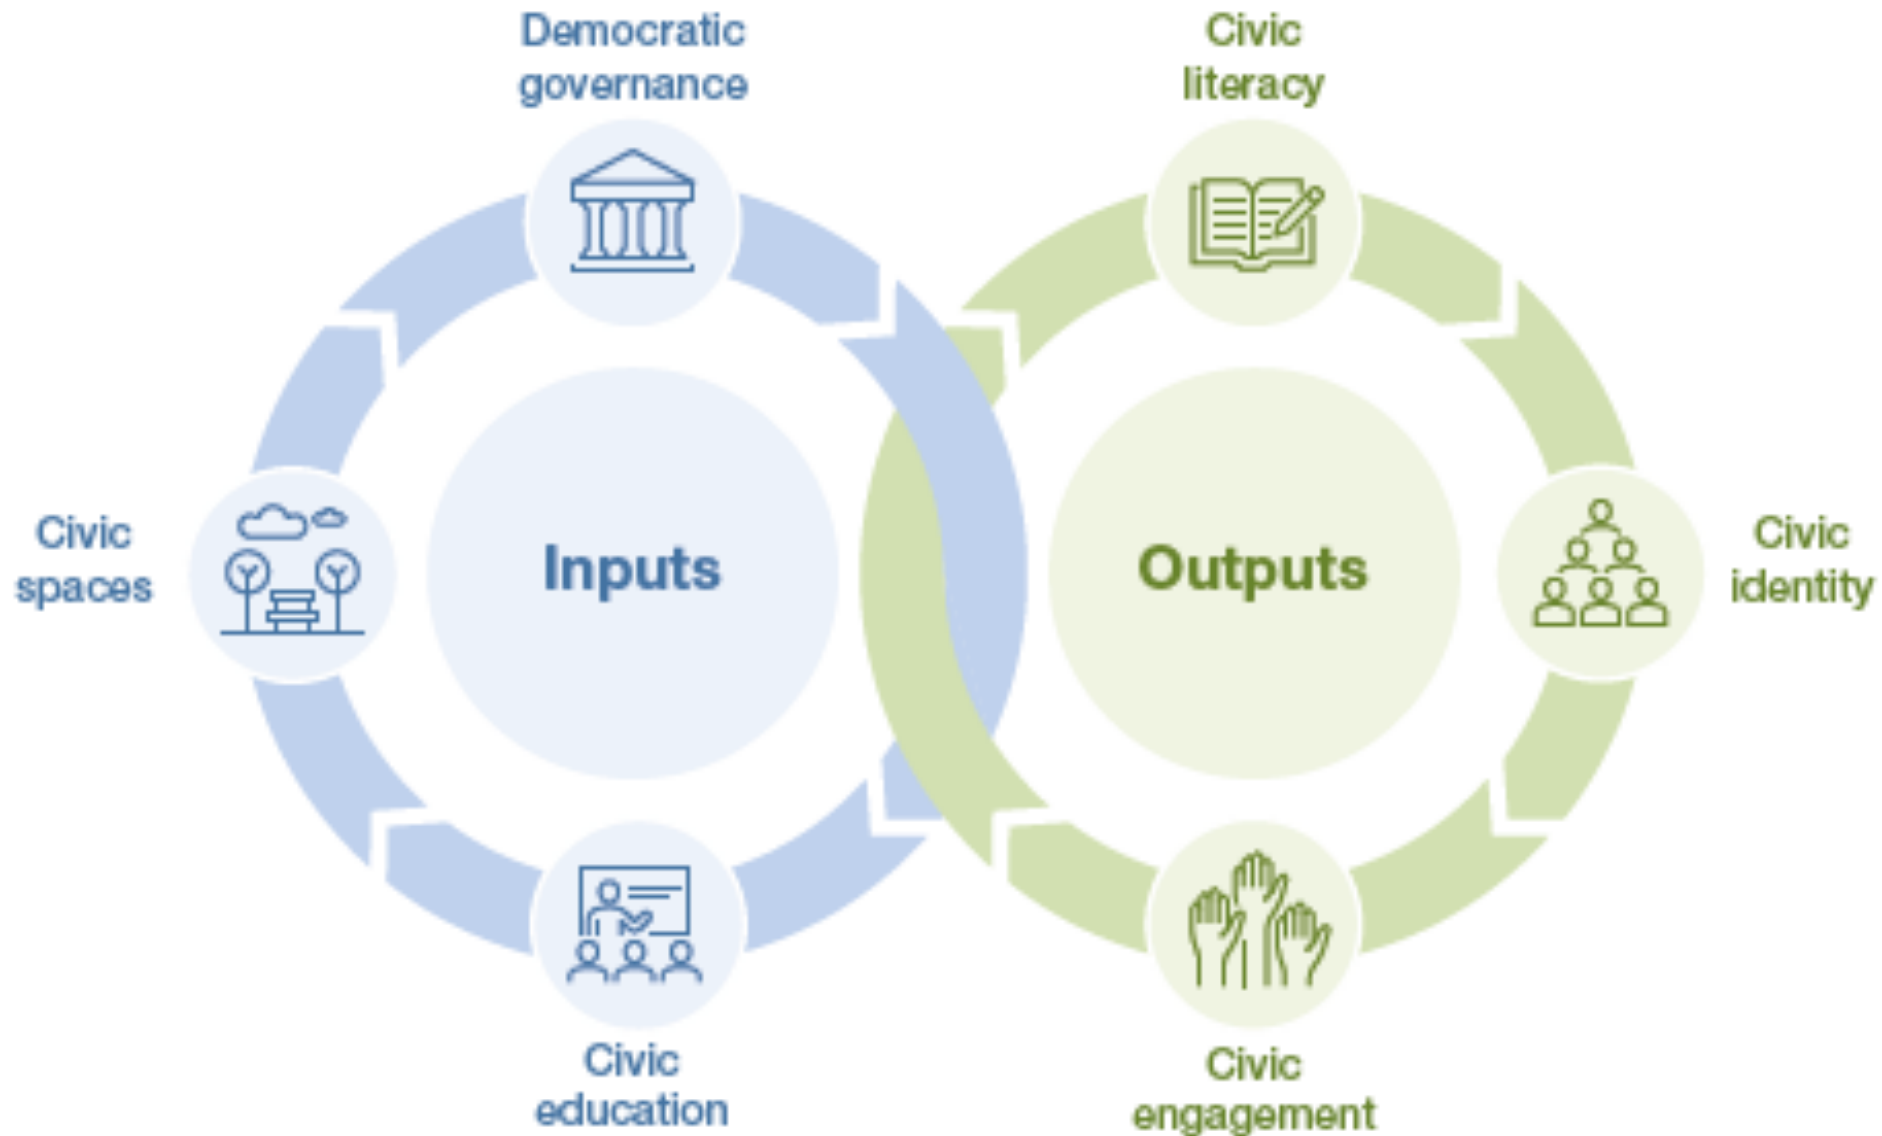 Democratic
governance
Civic
literacy
Civic
spaces
Inputs
Outputs
Civic
identity
Civic
education
Civic
engagement